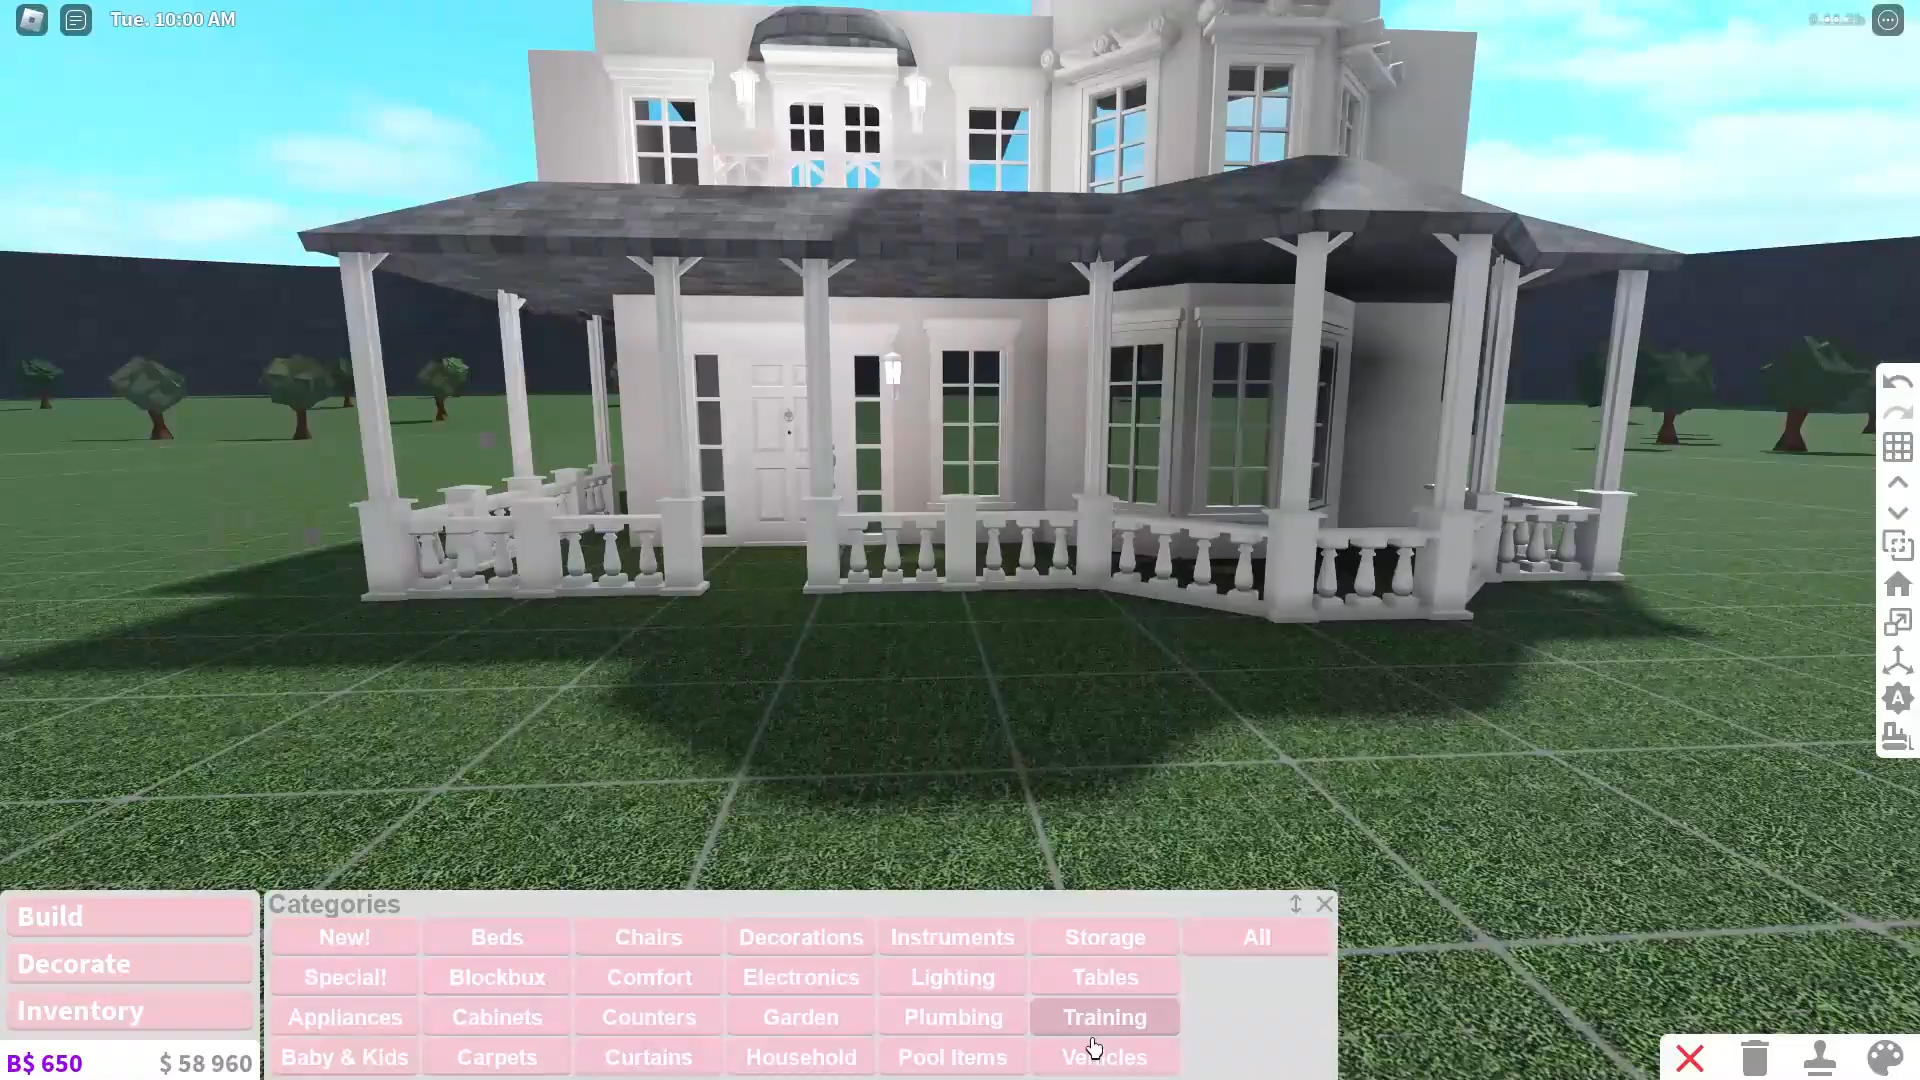 Tue. 10:00 AM
Categories
Build
Decorate
Inventory
B$ 650
$ 58 960
New!
Beds
Chairs
Decorations
Instruments
Storage
All
Special!
Blockbux
Comfort
Electronics
Lighting
Tables
Appliances
Cabinets
Counters
Garden
Plumbing
Training
Baby & Kids
Carpets
Curtains
Household
Pool Items
Vehicles
A